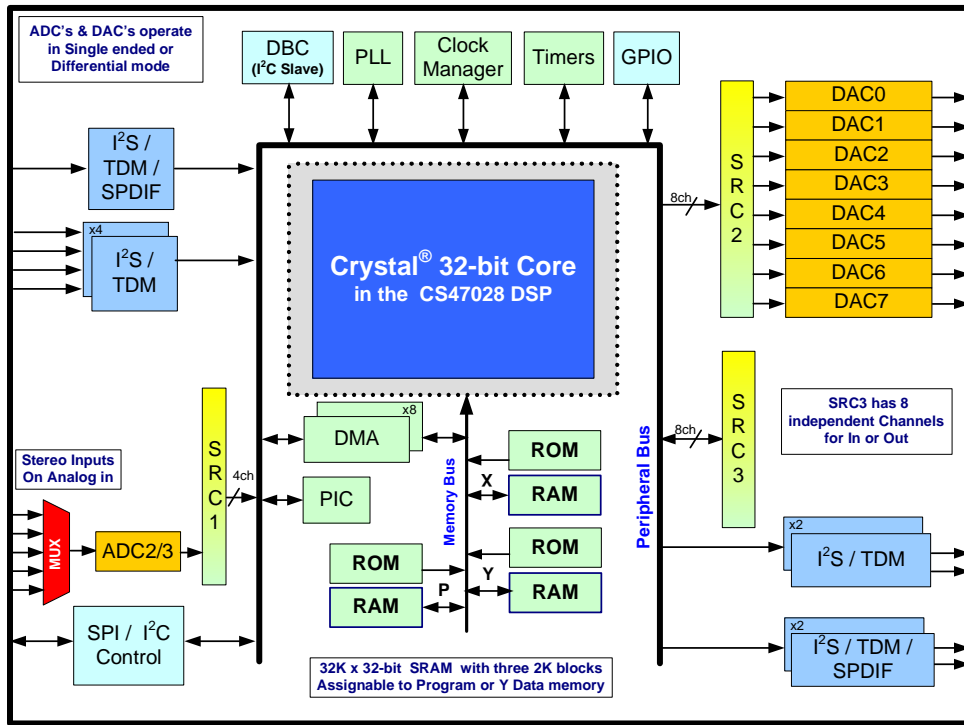 ADC's & DAC's operate
in Single ended or
Differential mode
DBC
(I²C Slave)
PLL
Clock
Manager
Timers
GPIO
I²S /
TDM /
SPDIF
x4
I²S /
TDM
Crystal® 32-bit Core
in the CS47028 DSP
8ch
SRC2
DAC0
DAC1
DAC2
DAC3
DAC4
DAC5
DAC6
DAC7
Stereo Inputs
On Analog in
MUX
ADC2/3
SRC1
4ch
x8
DMA
PIC
Memory Bus
ROM
X
RAM
ROM
Y
RAM
ROM
P
RAM
Peripheral Bus
8ch
SRC3
SRC3 has 8
independent Channels
for In or Out
x2
I²S / TDM
x2
I²S / TDM /
SPDIF
SPI / I²C
Control
32K x 32-bit SRAM with three 2K blocks
Assignable to Program or Y Data memory